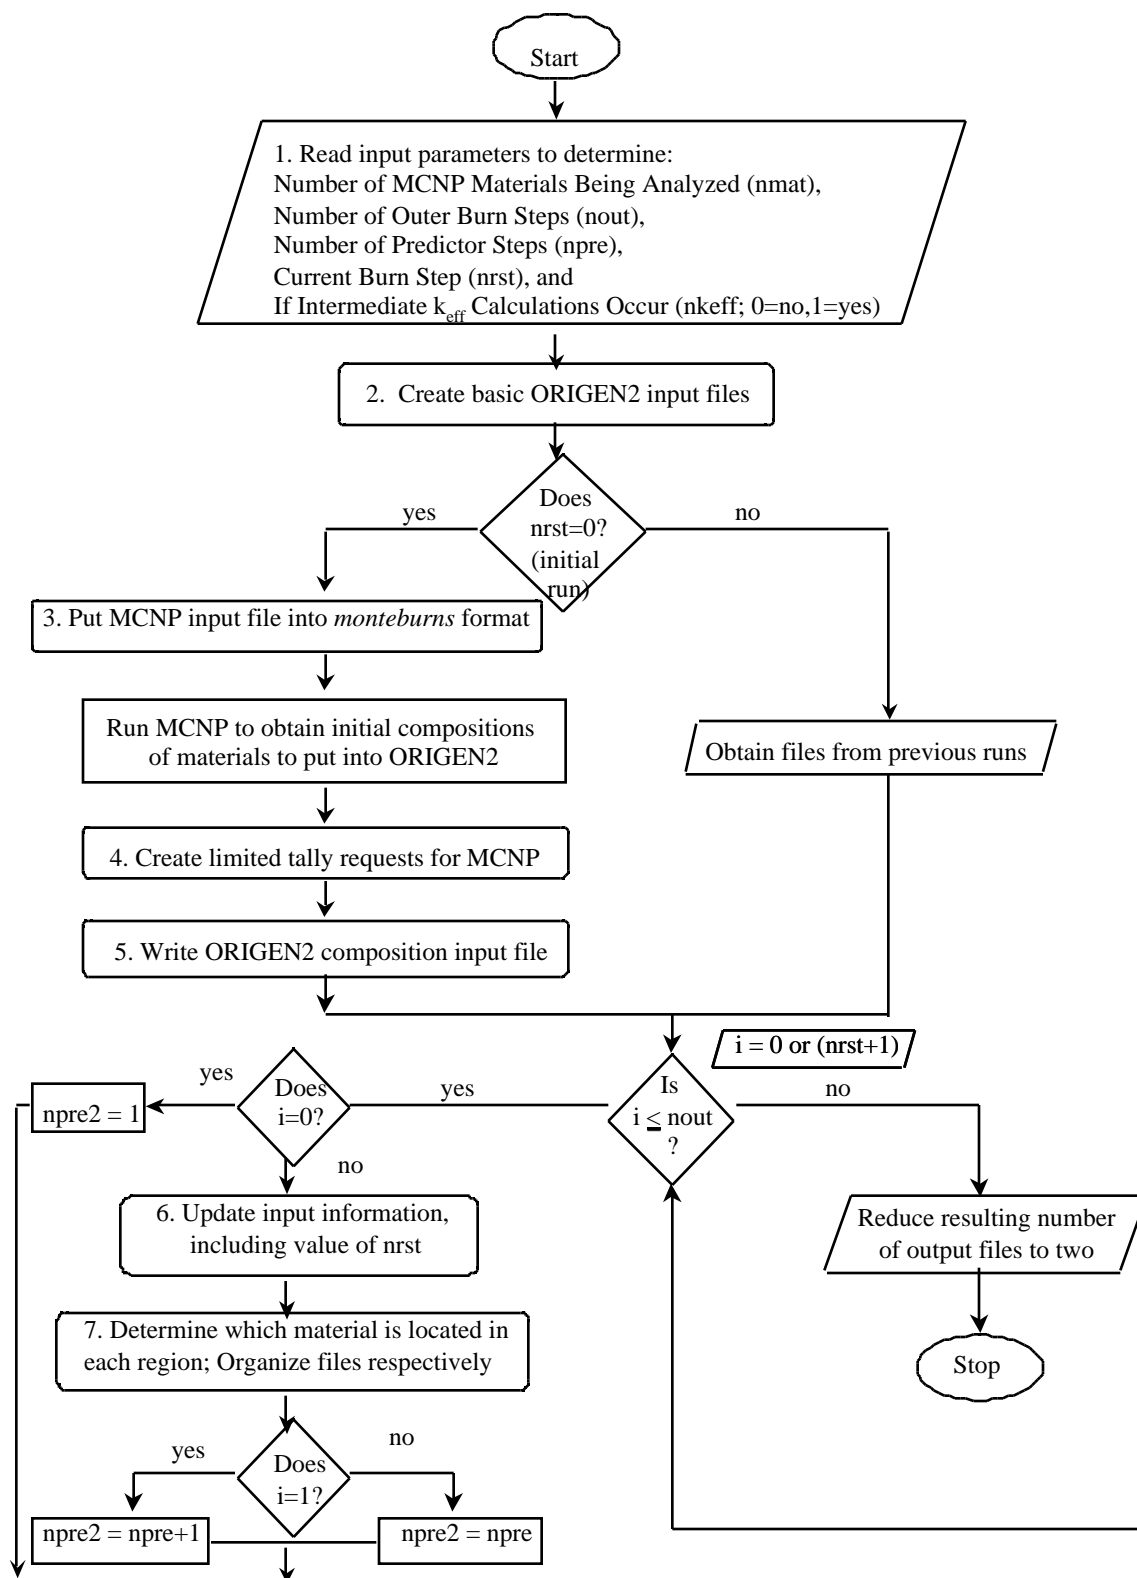 Start
1. Read input parameters to determine:
Number of MCNP Materials Being Analyzed (nmat),
Number of Outer Burn Steps (nout),
Number of Predictor Steps (npre),
Current Burn Step (nrst), and
If Intermediate keff Calculations Occur (nkeff; 0=no,1=yes)
2. Create basic ORIGEN2 input files
Does
nrst=0?
(initial
run)
yes
no
3. Put MCNP input file into monteburns format
Run MCNP to obtain initial compositions
of materials to put into ORIGEN2
Obtain files from previous runs
4. Create limited tally requests for MCNP
5. Write ORIGEN2 composition input file
i = 0 or (nrst+1)
Is
i ≤ nout
?
yes
no
Does
i=0?
yes
no
npre2 = 1
6. Update input information,
including value of nrst
Reduce resulting number
of output files to two
7. Determine which material is located in
each region; Organize files respectively
Stop
Does
i=1?
yes
no
npre2 = npre+1
npre2 = npre